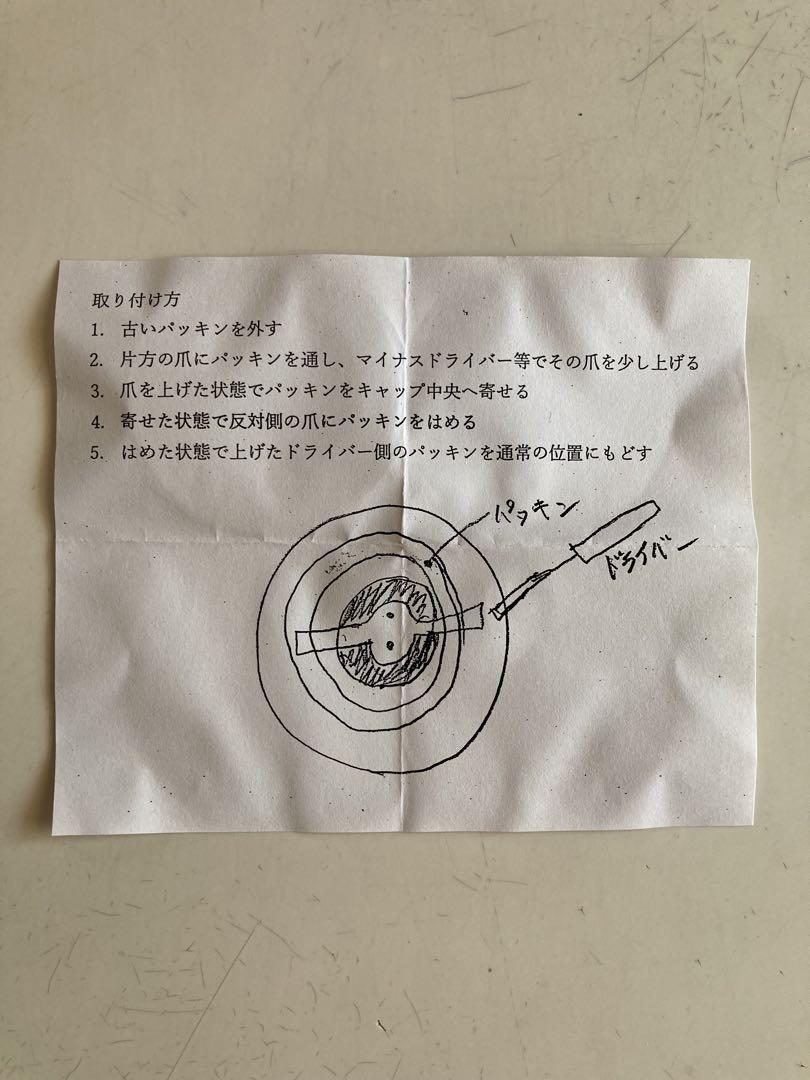 取り付け方
1. 古いパッキンを外す
2. 片方の爪にパッキンを通し、マイナスドライバー等でその爪を少し上げる
3. 爪を上げた状態でパッキンをキャップ中央へ寄せる
4. 寄せた状態で反対側の爪にパッキンをはめる
5. はめた状態で上げたドライバー側のパッキンを通常の位置にもどす
パッキン
ドライバー